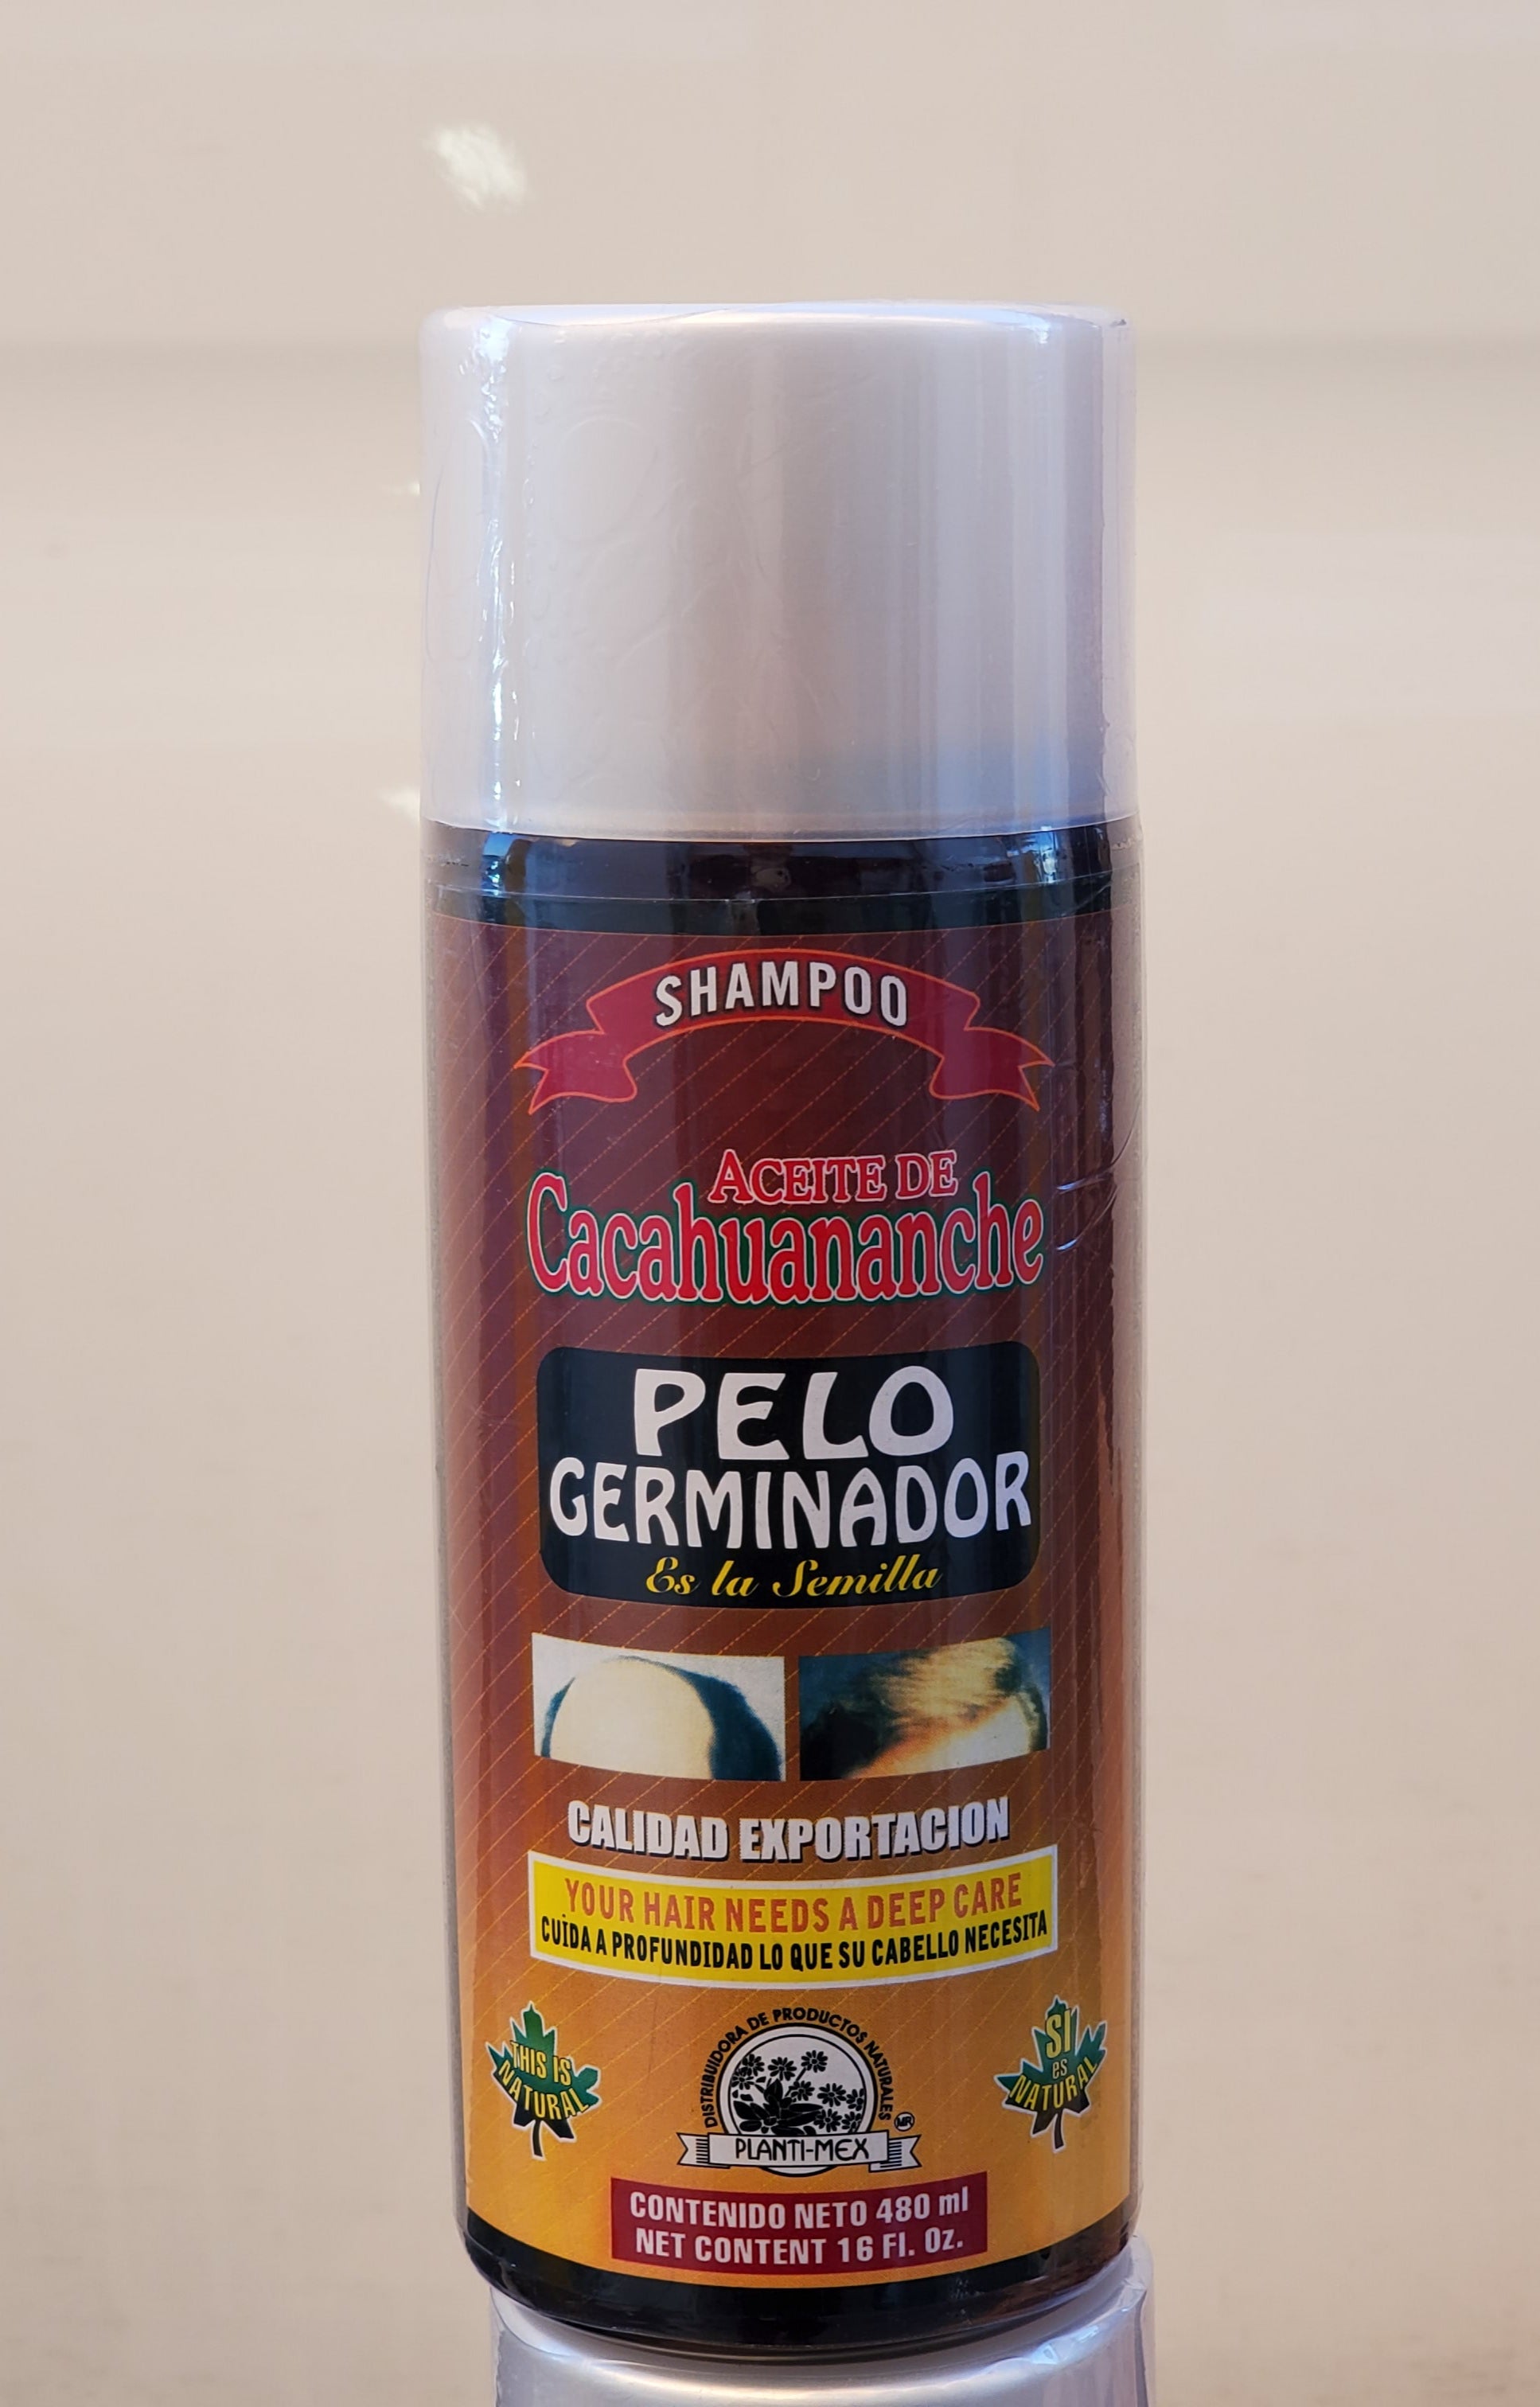 SHAMPOO
ACEITE DE
Cacahuananche
PELO
GERMINADOR
Es la Semilla
CALIDAD EXPORTACION
YOUR HAIR NEEDS A DEEP CARE
CUIDA A PROFUNDIDAD LO QUE SU CABELLO NECESITA
THIS IS
NATURAL
DISTRIBUIDORA DE PRODUCTOS NATURALES
MR
PLANTI-MEX
SI
es
NATURAL
CONTENIDO NETO 480 ml
NET CONTENT 16 Fl. Oz.